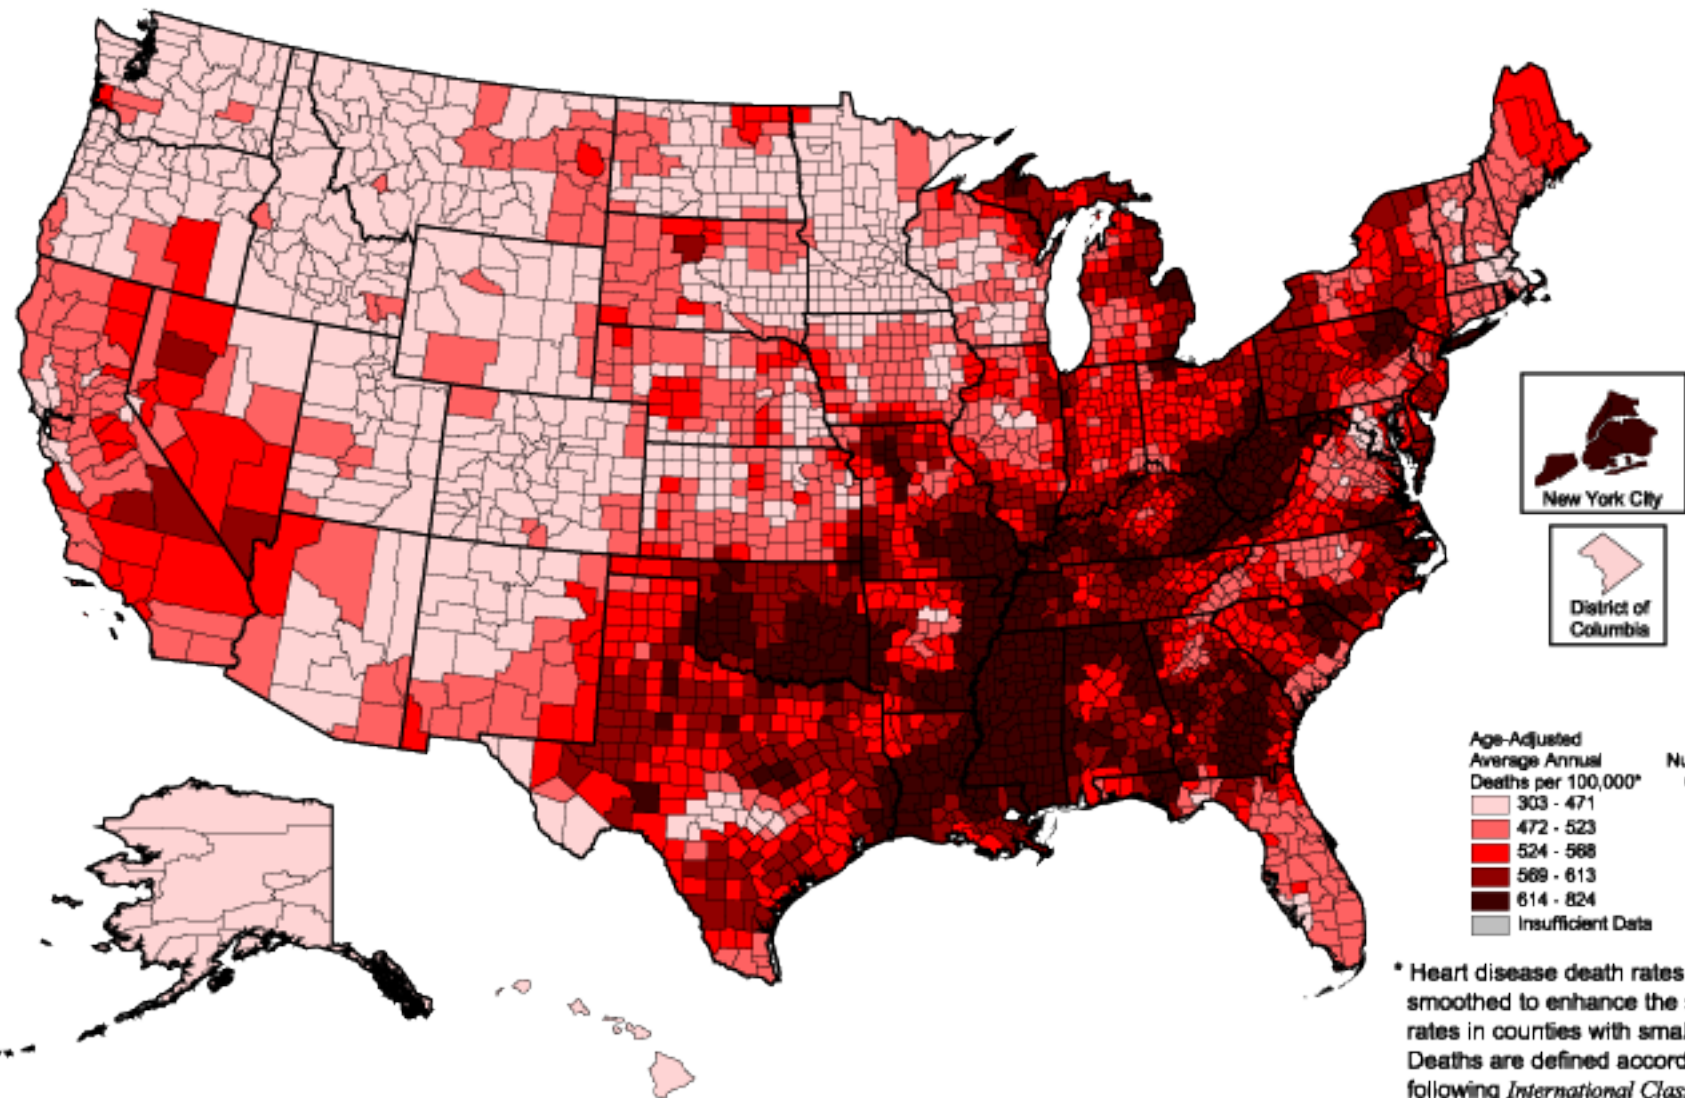 New York City
District of
Columbia
Age-Adjusted
Average Annual
Deaths per 100,000*
Nu
303 - 471
472 - 523
524 - 568
569 - 613
614 - 824
Insufficient Data
* Heart disease death rates
smoothed to enhance the
rates in counties with smal
Deaths are defined accord
following International Clas